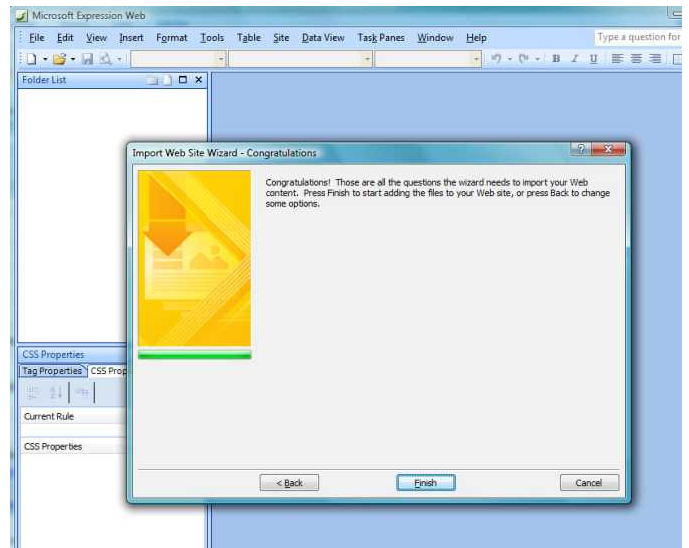 Microsoft Expression Web
File Edit View Insert Format Tools Table Site Data View Task Panes Window Help Type a question for
B I U
Folder List
Import Web Site Wizard - Congratulations
Congratulations! Those are all the questions the wizard needs to import your Web
content. Press Finish to start adding the files to your Web site, or press Back to change
some options.
CSS Properties
Tag Properties CSS Prop
Current Rule
CSS Properties
< Back Finish Cancel